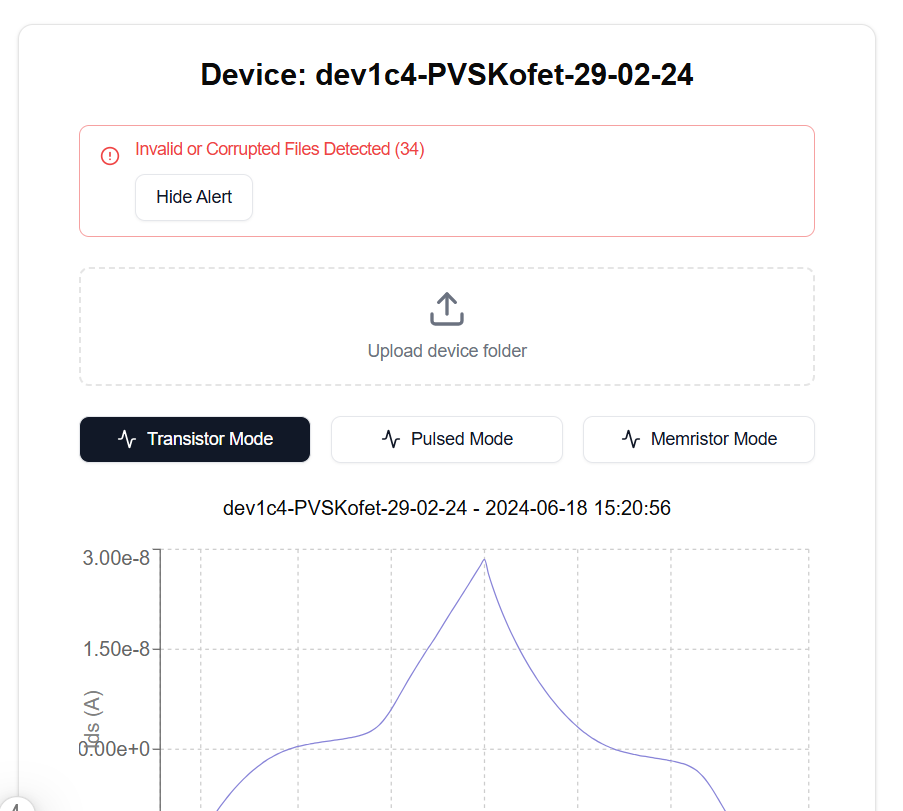 Device: dev1c4-PVSKofet-29-02-24
Invalid or Corrupted Files Detected (34)
Hide Alert
Upload device folder
Transistor Mode
Pulsed Mode
Memristor Mode
dev1c4-PVSKofet-29-02-24 - 2024-06-18 15:20:56
3.00e-8
1.50e-8
Ids (A)
0.00e+0